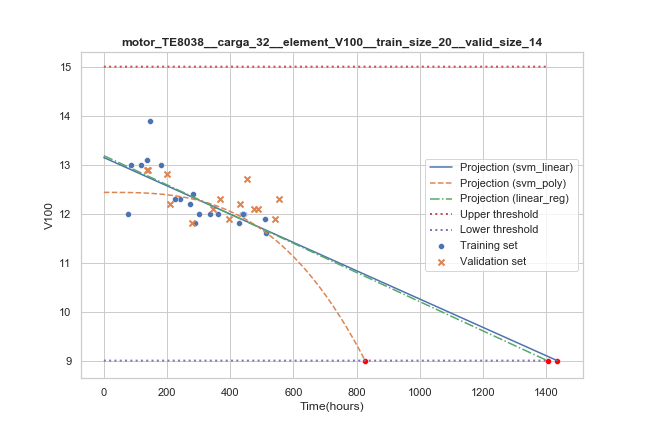 motor_TE8038__carga_32__element_V100__train_size_20__valid_size_14
15
14
13
12
11
10
9
V100
Projection (svm_linear)
Projection (svm_poly)
Projection (linear_reg)
Upper threshold
Lower threshold
Training set
Validation set
0 200 400 600 800 1000 1200 1400
Time(hours)